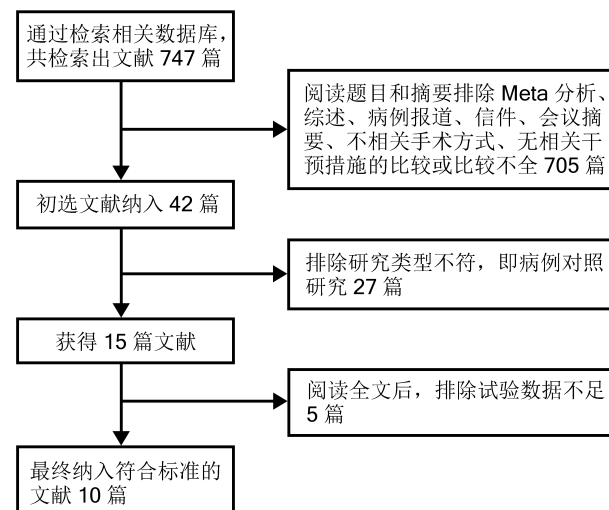 通过检索相关数据库，
共检索出文献 747 篇
阅读题目和摘要排除 Meta 分析、
综述、病例报道、信件、会议摘
要、不相关手术方式、无相关干
预措施的比较或比较不全 705 篇
初选文献纳入 42 篇
排除研究类型不符，即病例对照
研究 27 篇
获得 15 篇文献
阅读全文后，排除试验数据不足
5 篇
最终纳入符合标准的
文献 10 篇